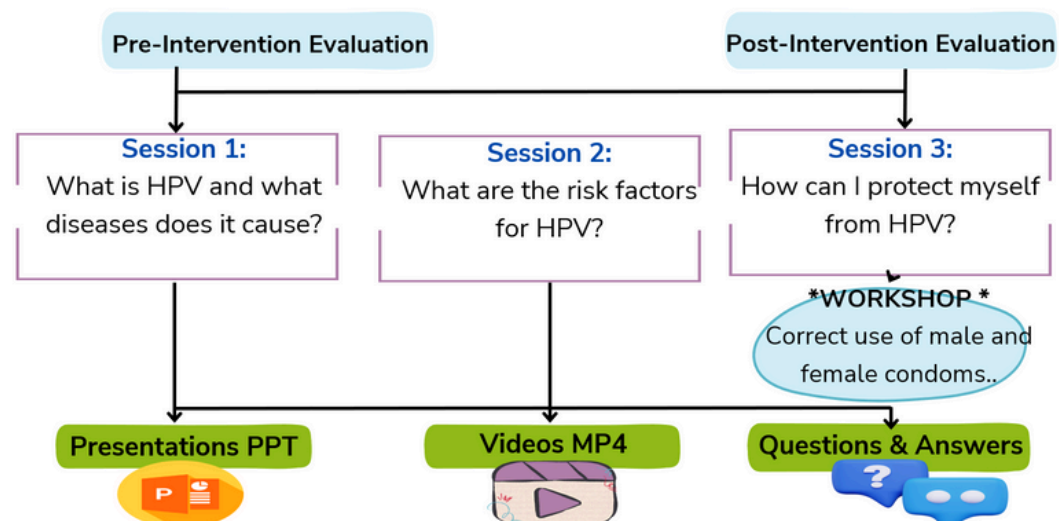 Pre-Intervention Evaluation
Post-Intervention Evaluation
Session 1:
What is HPV and what
diseases does it cause?
Session 2:
What are the risk factors
for HPV?
Session 3:
How can I protect myself
from HPV?
*WORKSHOP *
Correct use of male and
female condoms..
Presentations PPT
Videos MP4
Questions & Answers
P
?